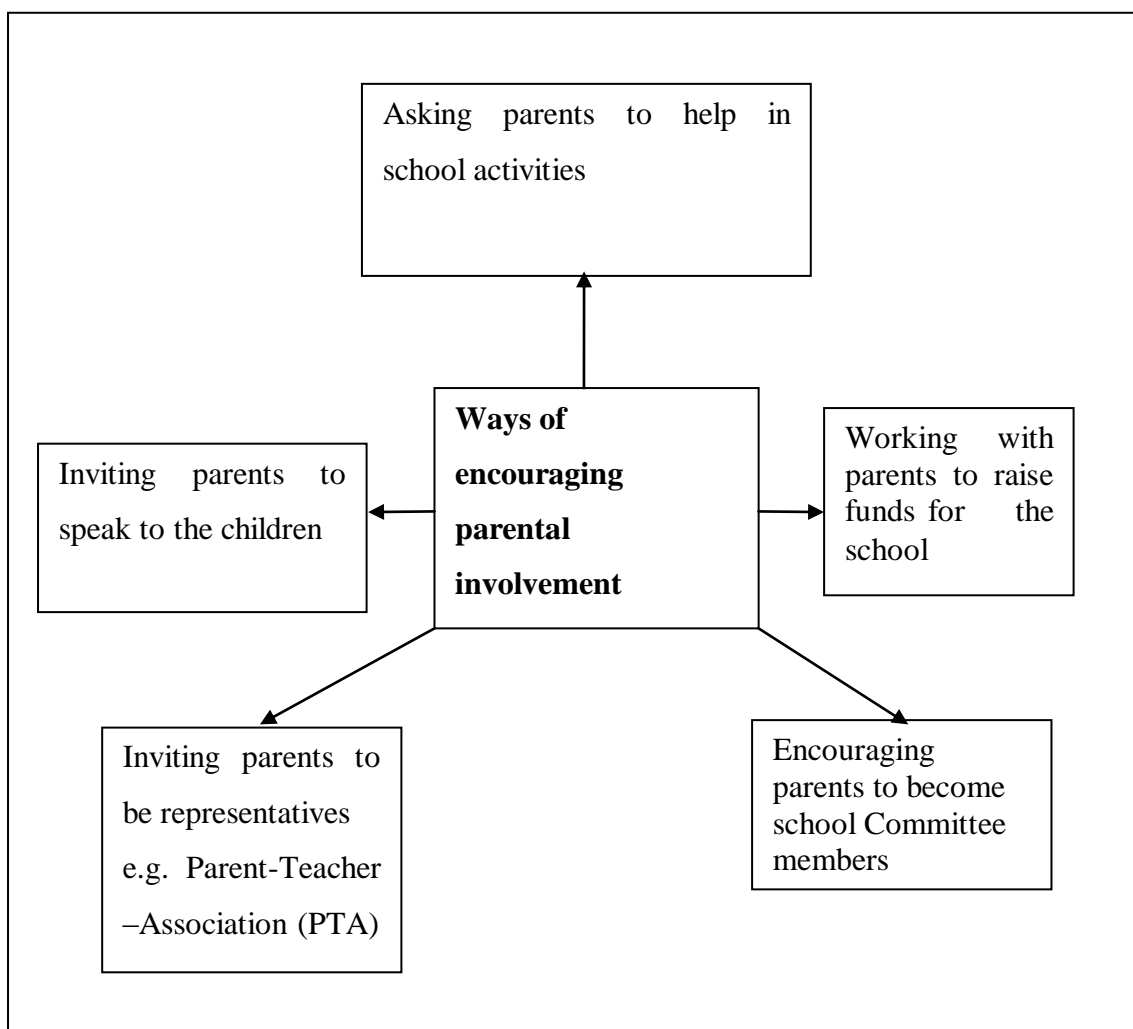 Asking parents to help in
school activities
Ways of
encouraging
parental
involvement
Inviting parents to
speak to the children
Working with
parents to raise
funds for the
school
Inviting parents to
be representatives
e.g. Parent-Teacher
–Association (PTA)
Encouraging
parents to become
school Committee
members